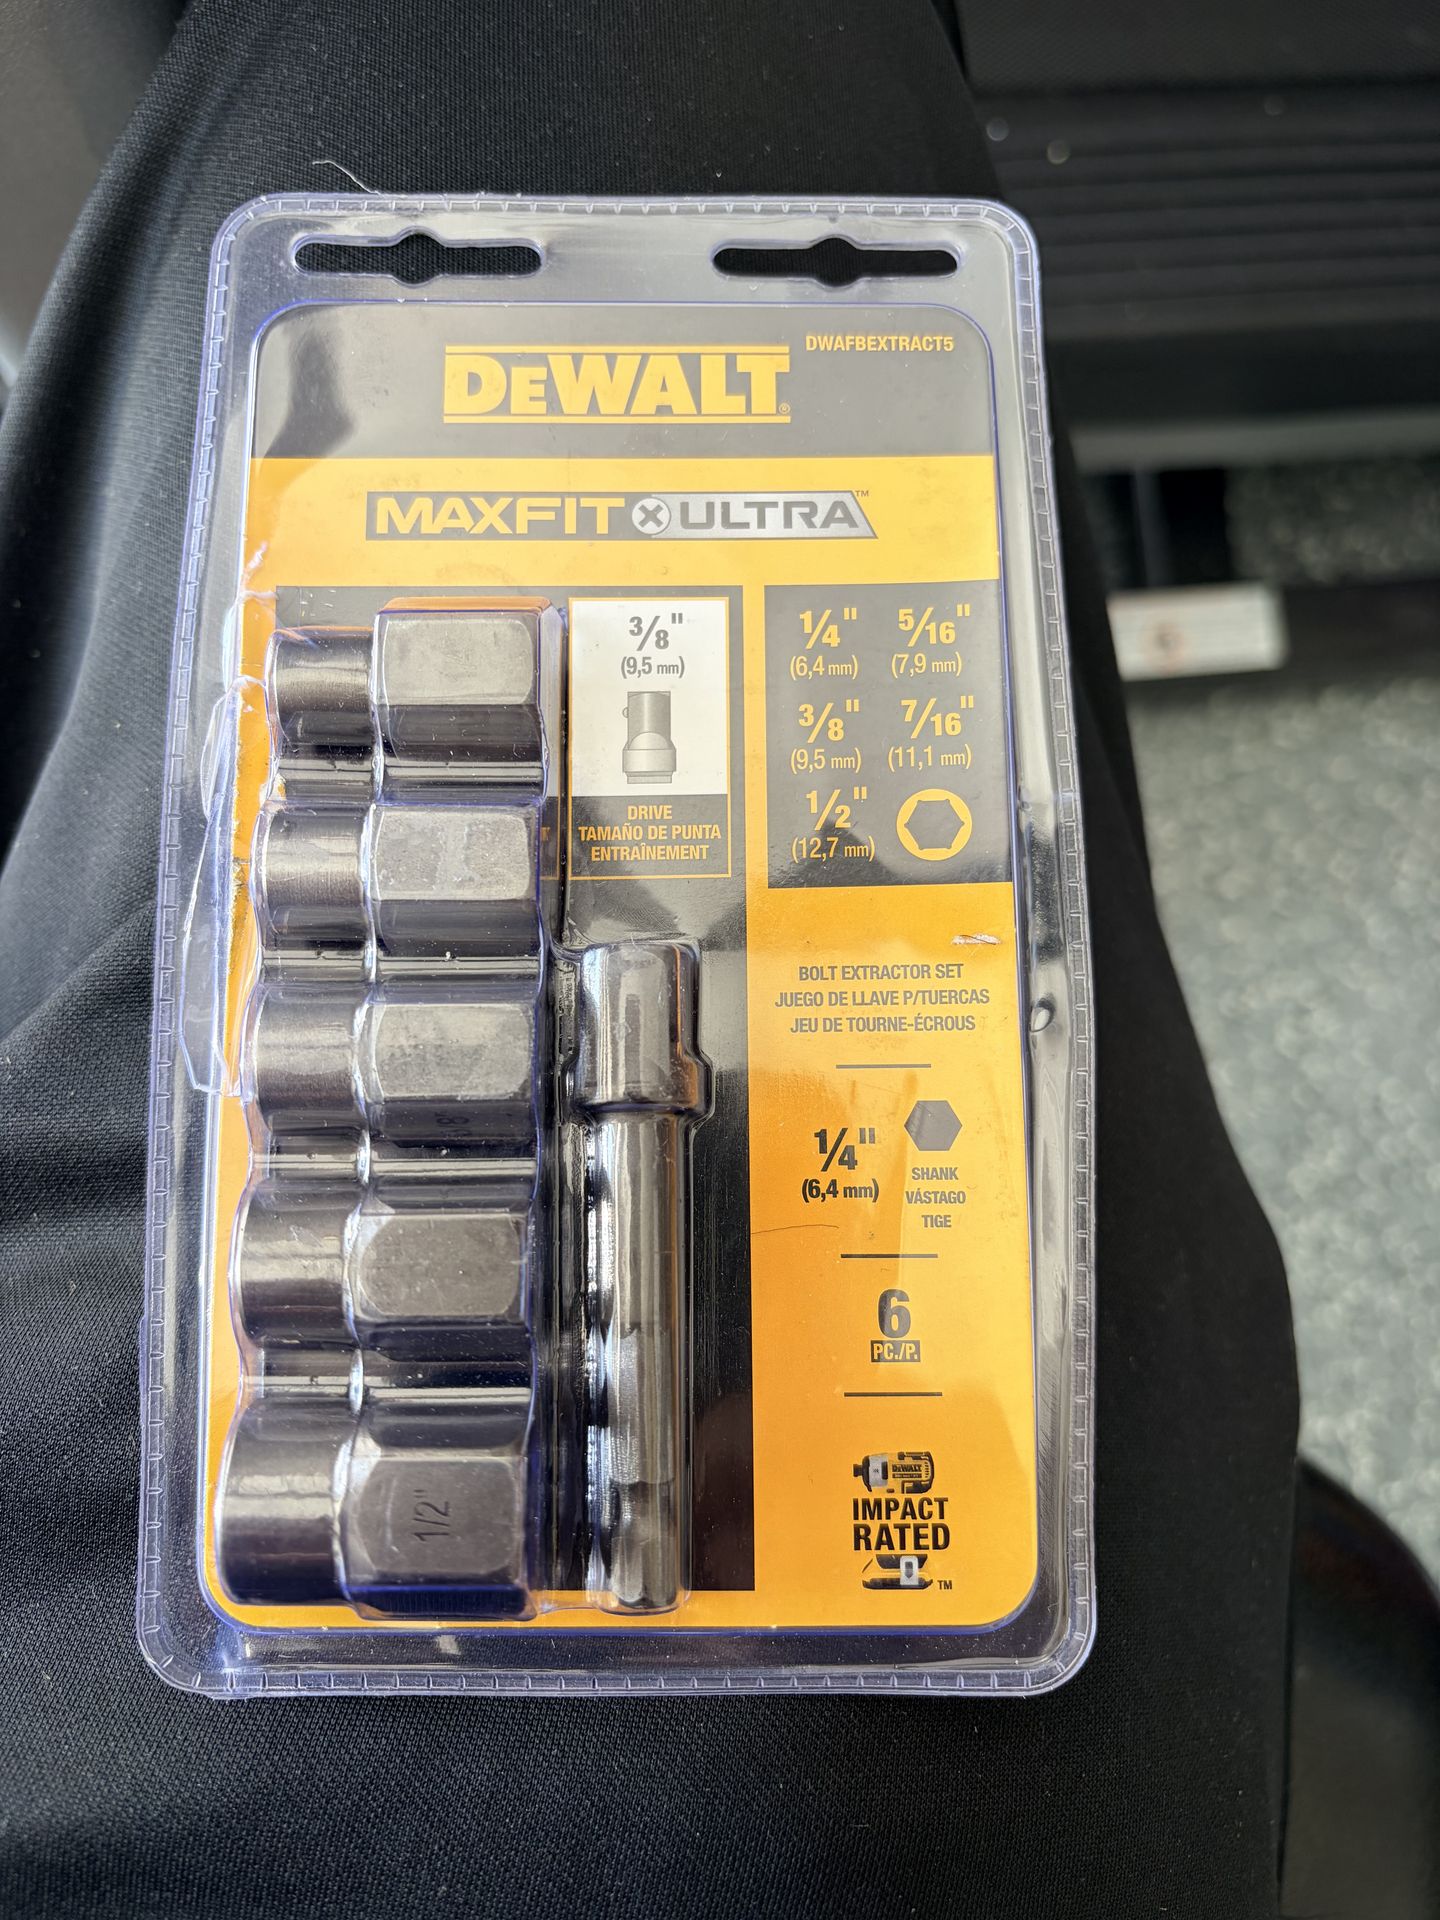 DWAFBEXTRACT5
DEWALT®
MAXFIT X ULTRA™
3/8"
(9,5 mm)
DRIVE
TAMAÑO DE PUNTA
ENTRAÎNEMENT
1/4" 5/16"
(6,4 mm) (7,9 mm)
3/8" 7/16"
(9,5 mm) (11,1 mm)
1/2"
(12,7 mm)
BOLT EXTRACTOR SET
JUEGO DE LLAVE P/TUERCAS
JEU DE TOURNE-ÉCROUS
1/4"
(6,4 mm)
SHANK
VÁSTAGO
TIGE
6
PC./P.
DEWALT
IMPACT
RATED
™
1/2"